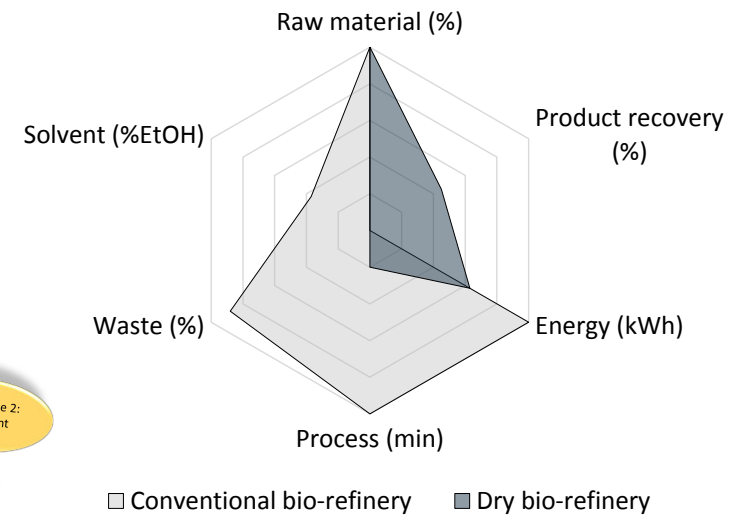 Raw material (%)
Product recovery
(%)
Solvent (%EtOH)
Waste (%)
Energy (kWh)
Process (min)
Conventional bio-refinery Dry bio-refinery